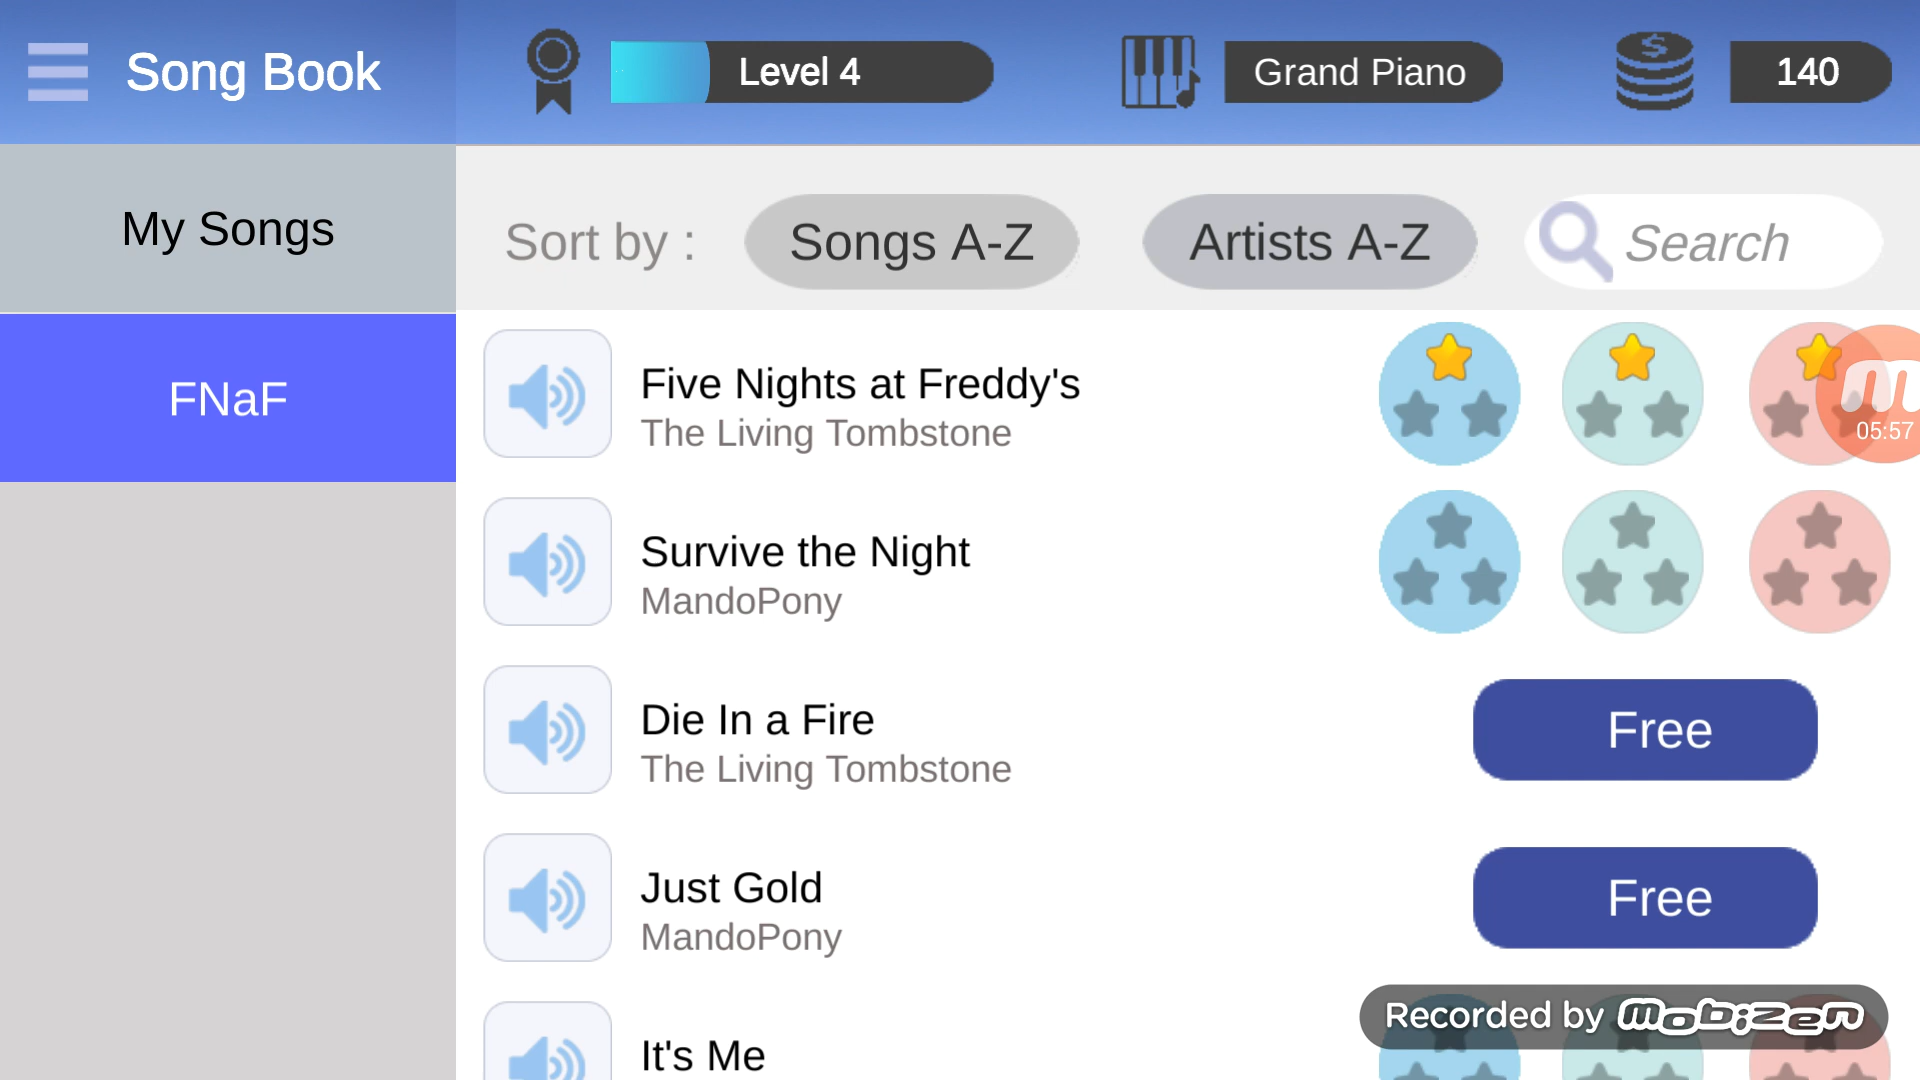 Song Book
Level 4
Grand Piano
140
My Songs
FNaF
Sort by :
Songs A-Z
Artists A-Z
Search
Five Nights at Freddy's
The Living Tombstone
05:57
Survive the Night
MandoPony
Die In a Fire
The Living Tombstone
Free
Just Gold
MandoPony
Free
It's Me
Recorded by mobizen